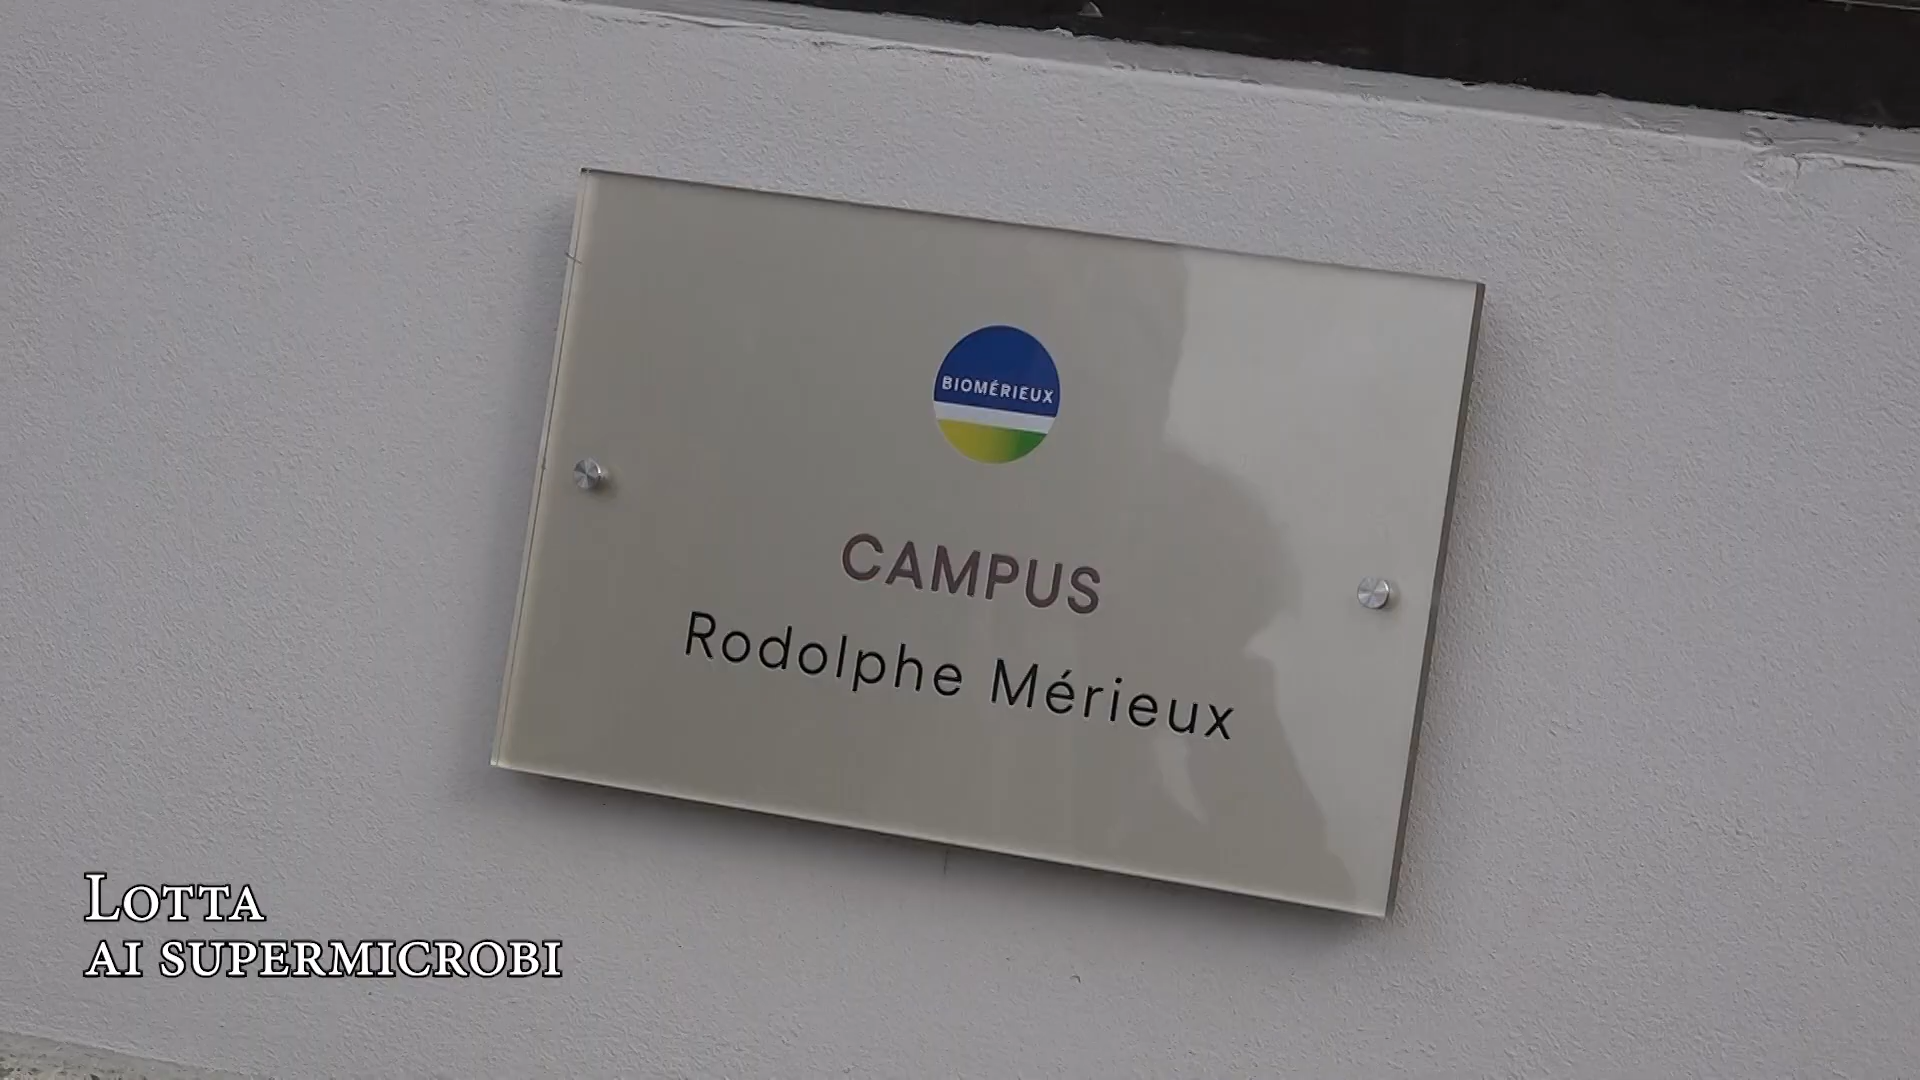 BIOMÉRIEUX
CAMPUS
Rodolphe Mérieux
LOTTA
AI SUPERMICROBI